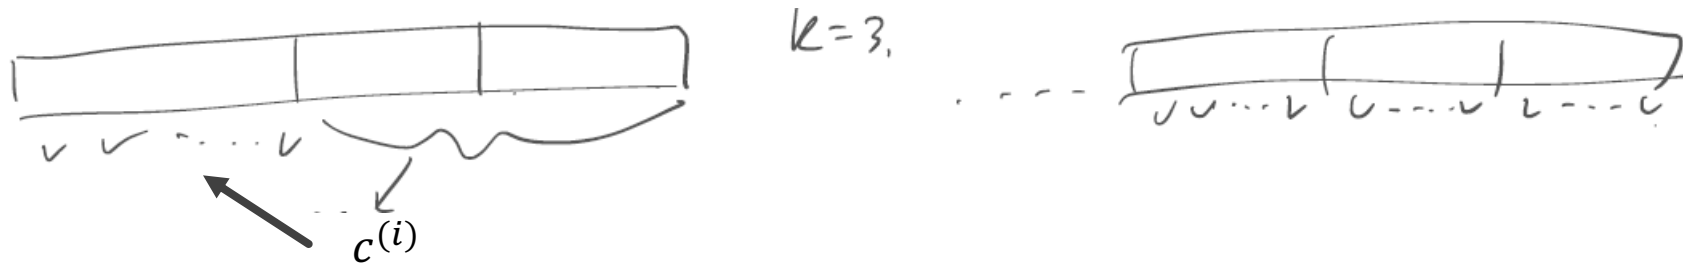 k = 3.
c^{(i)}